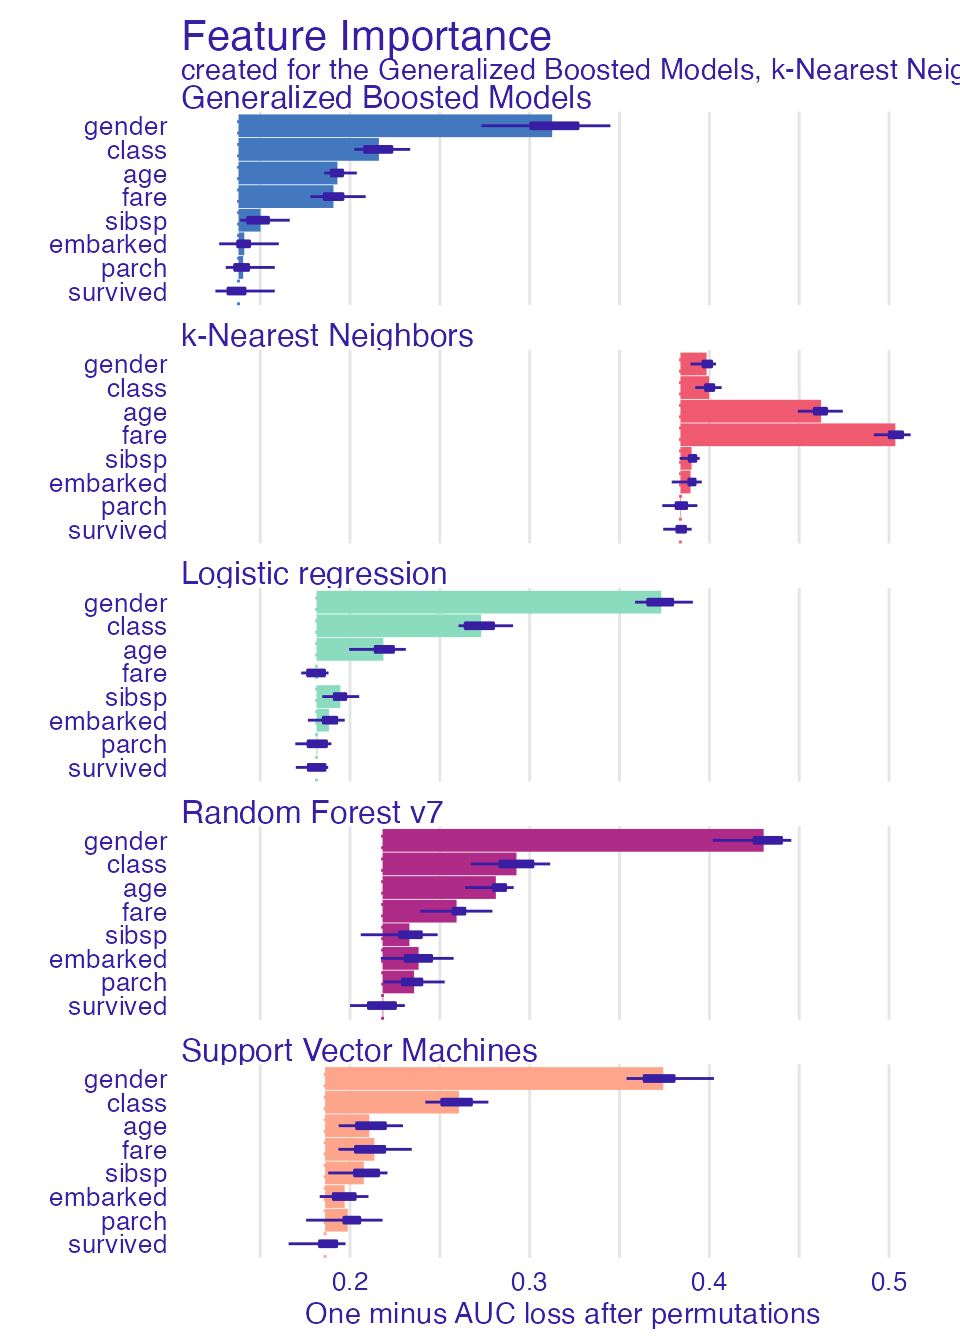 Feature Importance
created for the Generalized Boosted Models, k-Nearest Neig
Generalized Boosted Models
gender
class
age
fare
sibsp
embarked
parch
survived
k-Nearest Neighbors
gender
class
age
fare
sibsp
embarked
parch
survived
Logistic regression
gender
class
age
fare
sibsp
embarked
parch
survived
Random Forest v7
gender
class
age
fare
sibsp
embarked
parch
survived
Support Vector Machines
gender
class
age
fare
sibsp
embarked
parch
survived
0.2 0.3 0.4 0.5
One minus AUC loss after permutations